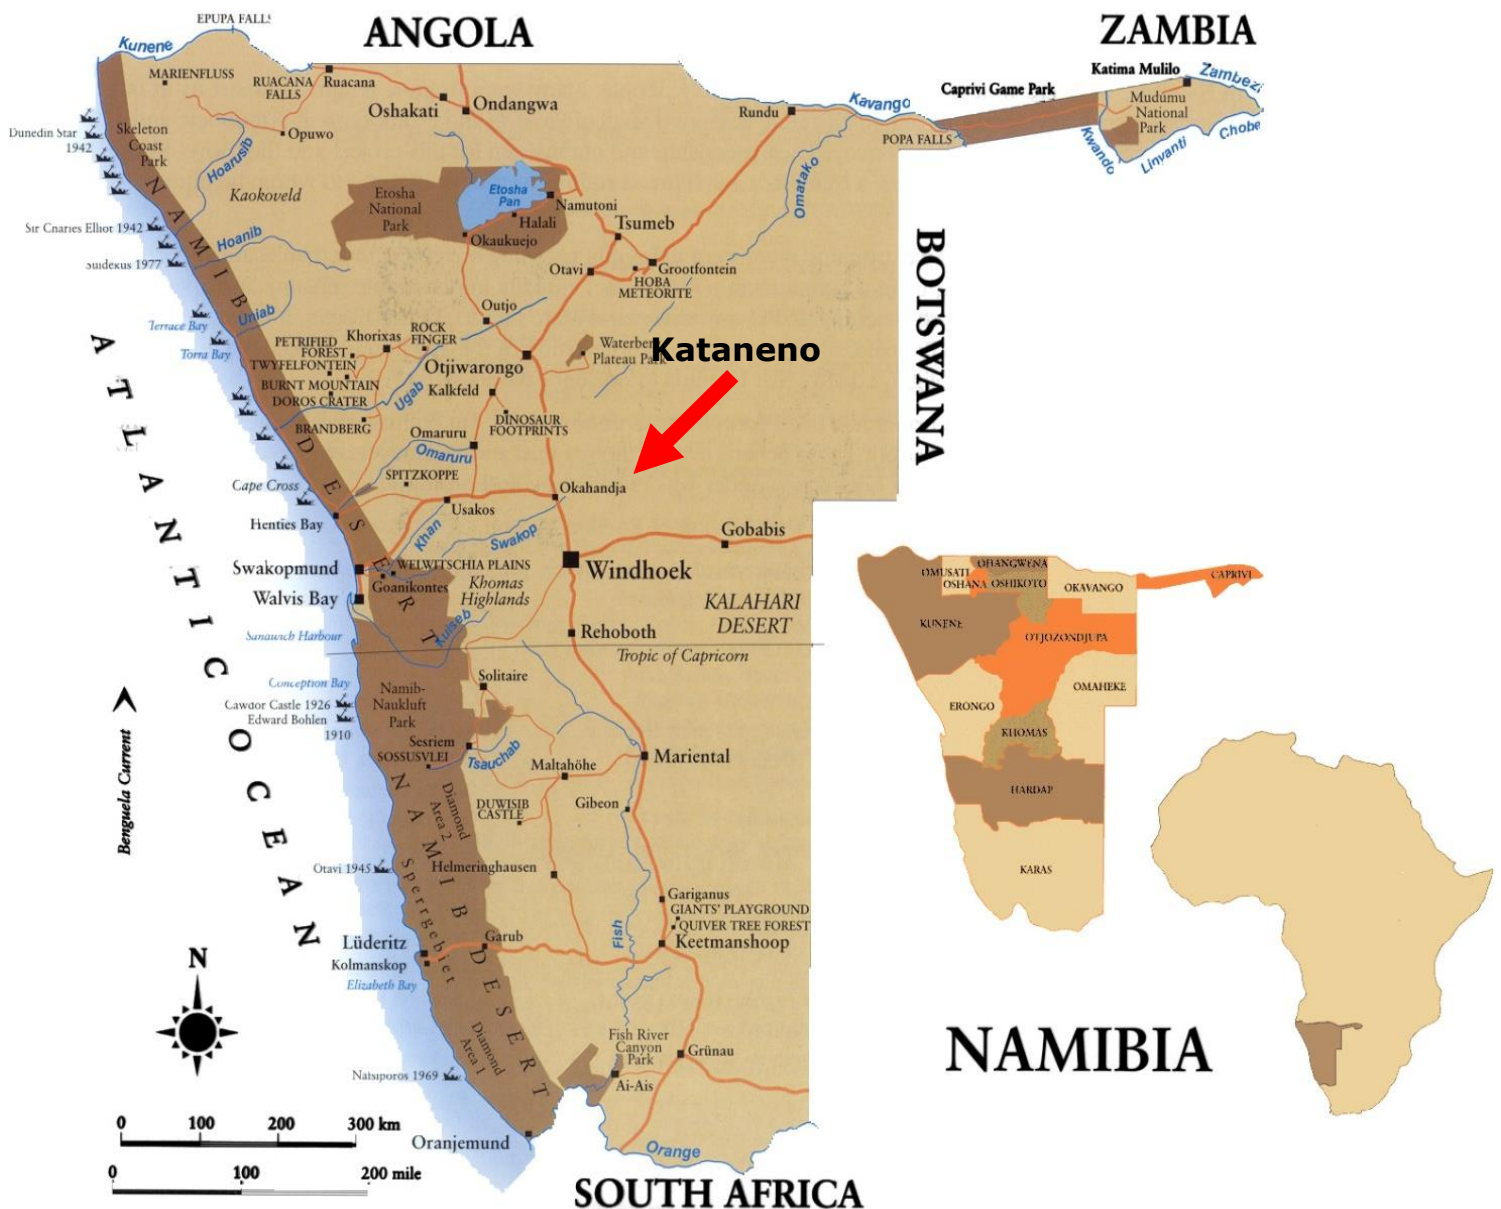 EPUPA FALLS
ANGOLA
ZAMBIA
Kunene
MARIENFLUSS
RUACANA
FALLS
Ruacana
Oshakati
Ondangwa
Opuwo
Rundu
Kavango
Caprivi Game Park
Katima Mulilo
Zambezi
Mudumu
National
Park
POPA FALLS
Kwando
Linvanti
Chobe
Dunedin Star
1942
Skeleton
Coast
Park
Hoarusib
Kaokoveld
Etosha
National
Park
Etosha
Pan
Namutoni
Halali
Okaukuejo
Tsumeb
Omatako
1942
Hoanib
1977
Otavi
Grootfontein
HOBA
METEORITE
BOTSWANA
NAMIB DESERT
Uniab
Terrace Bay
Torra Bay
Outjo
PETRIFIED
FOREST
Khorixas
ROCK
FINGER
TWYFELFONTEIN
BURNT MOUNTAIN
DOROS CRATER
BRANDBERG
Ugab
Otjiwarongo
Kalkfeld
DINOSAUR
FOOTPRINTS
Plateau Park
Kataneno
Omaruru
Omaruru
SPITZKOPPE
Cape Cross
Henties Bay
Usakos
Okahandja
Khan
Swakop
Gobabis
Swakopmund
WELWITSCHIA PLAINS
Goanikontes
Khomas
Highlands
Windhoek
Walvis Bay
Kuiseb
KALAHARI
DESERT
Rehoboth
Tropic of Capricorn
Sandwich Harbour
ATLANTIC OCEAN
Conception Bay
Cawdor Castle 1926
Edward Bohlen
1910
Namib-
Naukluft
Park
Solitaire
Sesriem
SOSSUSVLEI
Tsauchab
Maltahöhe
Mariental
Benguela Current
DUWISIB
CASTLE
Gibeon
Diamond
Area 2
Otavi 1945
Helmeringhausen
NAMIB DESERT
Sperrgebiet
Gariganus
GIANTS' PLAYGROUND
QUIVER TREE FOREST
Keetmanshoop
Fish
Lüderitz
Garub
Kolmanskop
Elizabeth Bay
N
Diamond
Area 1
Fish River
Canyon
Park
Ai-Ais
Grünau
1969
Oranjemund
Orange
SOUTH AFRICA
0 100 200 300 km
0 100 200 mile
OHANGWENA
OMUSATI
OSHANA
OSHIKOTO
OKAVANGO
CAPRIVI
KUNENE
OTJOZONDJUPA
OMAHEKE
ERONGO
KHOMAS
HARDAP
KARAS
NAMIBIA